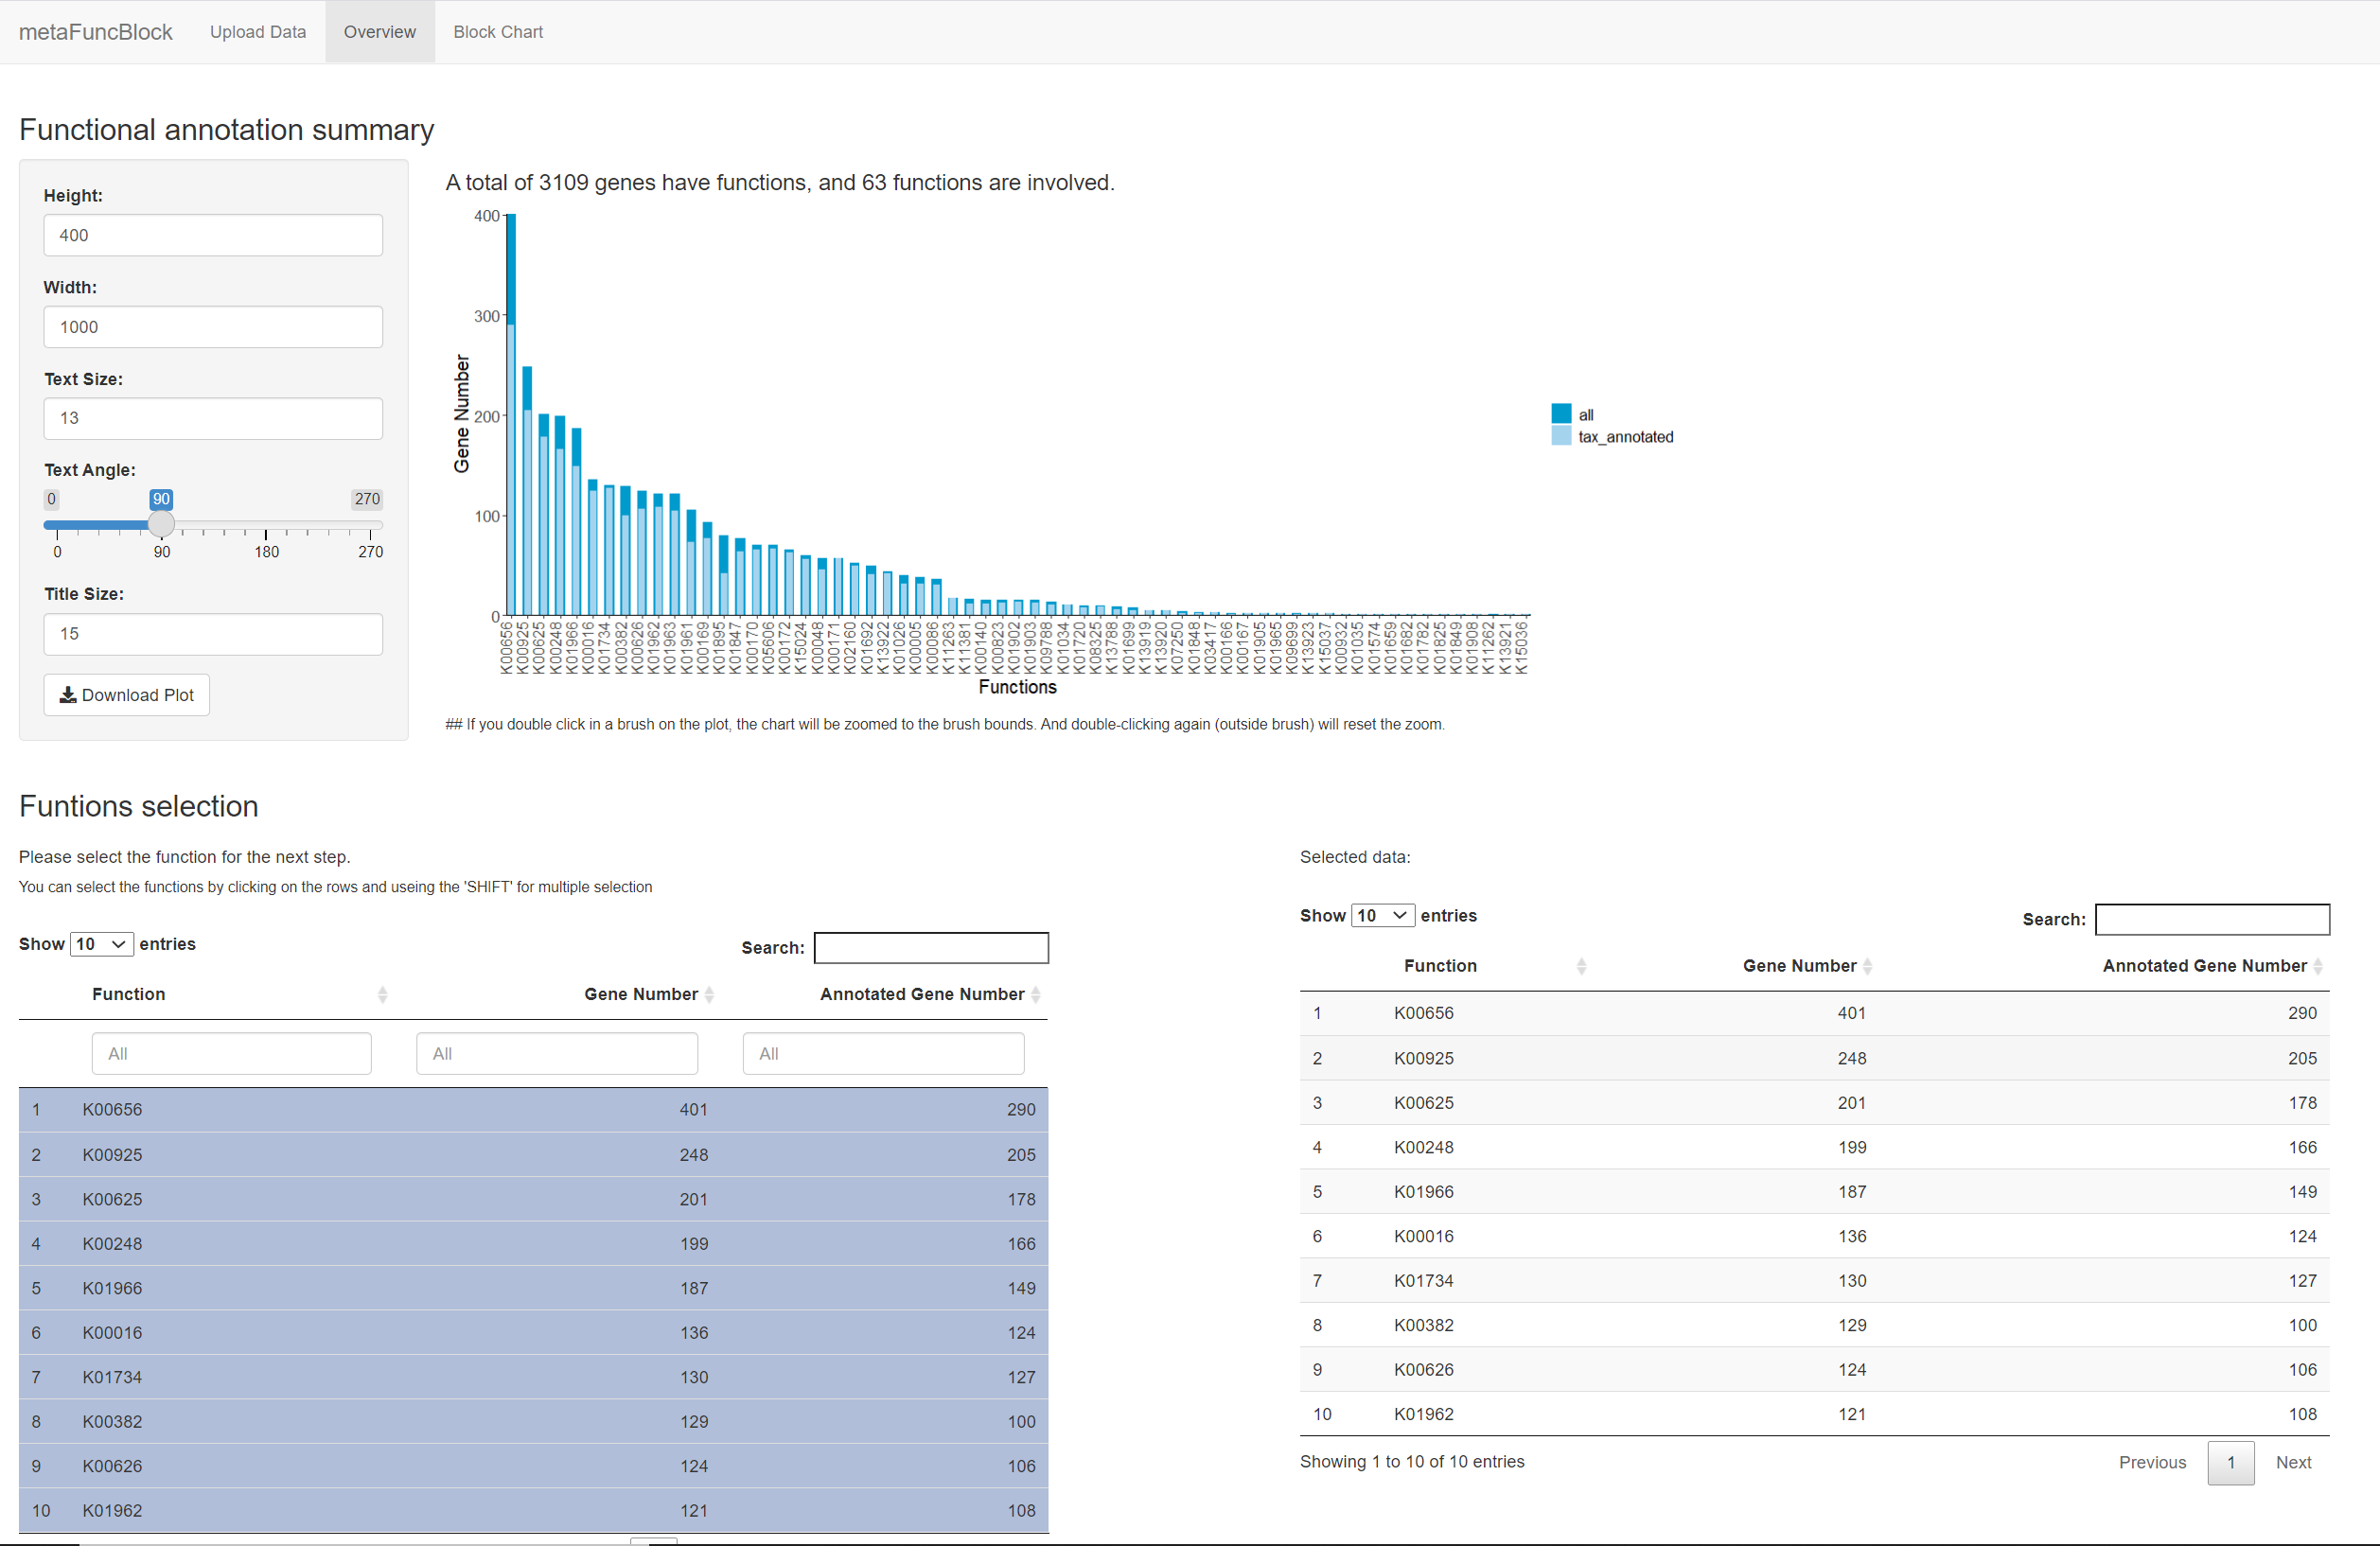 metaFuncBlock Upload Data Overview Block Chart
Functional annotation summary
Height:
400
Width:
1000
Text Size:
13
Text Angle:
0 90 270
0 90 180 270
Title Size:
15
Download Plot
A total of 3109 genes have functions, and 63 functions are involved.
Gene Number
400
300
200
100
0
K00656 K00925 K00625 K00248 K01966 K00016 K01734 K00382 K00626 K01962 K01963 K01961 K00169 K01895 K01847 K00170 K05606 K00172 K15024 K00048 K00171 K02160 K01692 K13922 K01026 K00005 K00086 K11263 K11381 K00140 K00823 K01902 K01903 K09788 K01034 K01720 K08325 K13788 K01699 K13919 K13920 K07250 K01848 K03417 K00166 K00167 K01905 K01965 K09699 K13923 K15037 K00932 K01035 K01574 K01659 K01682 K01782 K01825 K01849 K01908 K11262 K13921 K15036
Functions
all
tax_annotated
## If you double click in a brush on the plot, the chart will be zoomed to the brush bounds. And double-clicking again (outside brush) will reset the zoom.
Funtions selection
Please select the function for the next step.
You can select the functions by clicking on the rows and useing the 'SHIFT' for multiple selection
Show 10 entries Search:
Function Gene Number Annotated Gene Number
All All All
1 K00656 401 290
2 K00925 248 205
3 K00625 201 178
4 K00248 199 166
5 K01966 187 149
6 K00016 136 124
7 K01734 130 127
8 K00382 129 100
9 K00626 124 106
10 K01962 121 108
Selected data:
Show 10 entries Search:
Function Gene Number Annotated Gene Number
1 K00656 401 290
2 K00925 248 205
3 K00625 201 178
4 K00248 199 166
5 K01966 187 149
6 K00016 136 124
7 K01734 130 127
8 K00382 129 100
9 K00626 124 106
10 K01962 121 108
Showing 1 to 10 of 10 entries Previous 1 Next